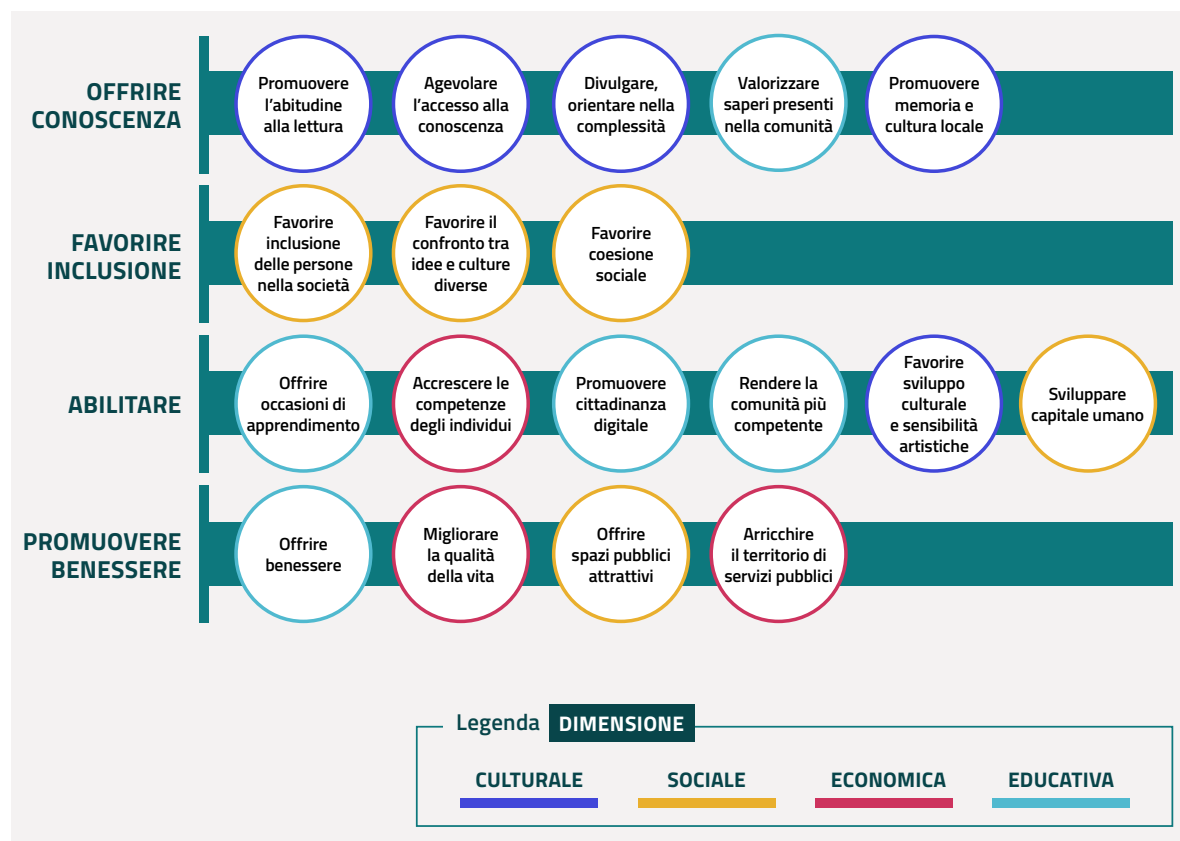 OFFRIRE
CONOSCENZA
Promuovere
l'abitudine
alla lettura
Agevolare
l'accesso alla
conoscenza
Divulgare,
orientare nella
complessità
Valorizzare
saperi presenti
nella comunità
Promuovere
memoria e
cultura locale
FAVORIRE
INCLUSIONE
Favorire
inclusione
delle persone
nella società
Favorire il
confronto tra
idee e culture
diverse
Favorire
coesione
sociale
ABILITARE
Offrire
occasioni di
apprendimento
Accrescere le
competenze
degli individui
Promuovere
cittadinanza
digitale
Rendere la
comunità più
competente
Favorire
sviluppo
culturale
e sensibilità
artistiche
Sviluppare
capitale umano
PROMUOVERE
BENESSERE
Offrire
benessere
Migliorare
la qualità
della vita
Offrire
spazi pubblici
attrattivi
Arricchire
il territorio di
servizi pubblici
Legenda DIMENSIONE
CULTURALE SOCIALE ECONOMICA EDUCATIVA